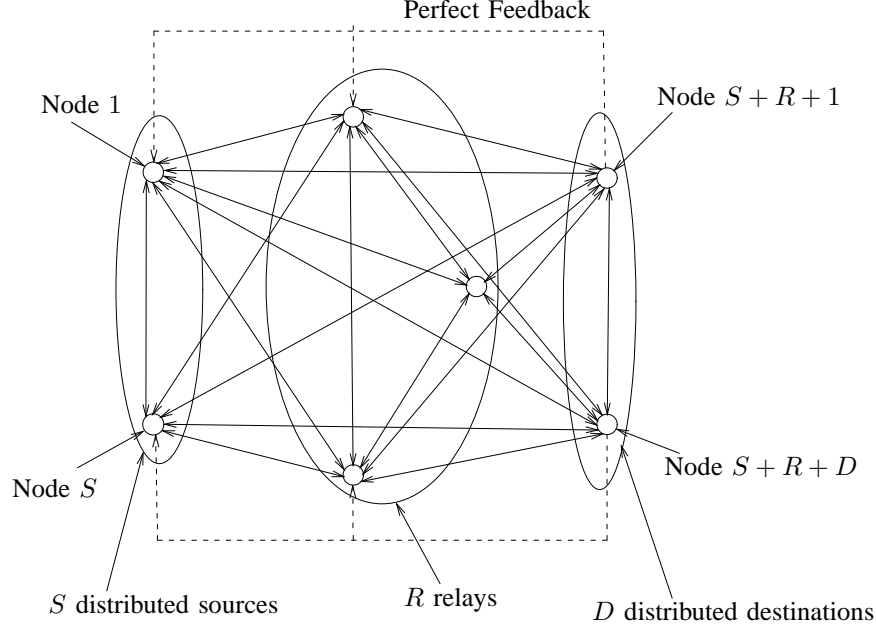 Perfect Feedback
Node 1
Node S + R + 1
Node S
Node S + R + D
S distributed sources
R relays
D distributed destinations